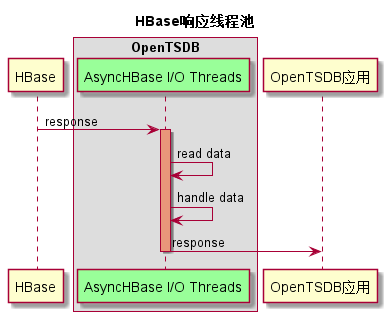 HBase响应线程池
OpenTSDB
HBase
AsyncHBase I/O Threads
OpenTSDB应用
response
read data
handle data
response
HBase
AsyncHBase I/O Threads
OpenTSDB应用